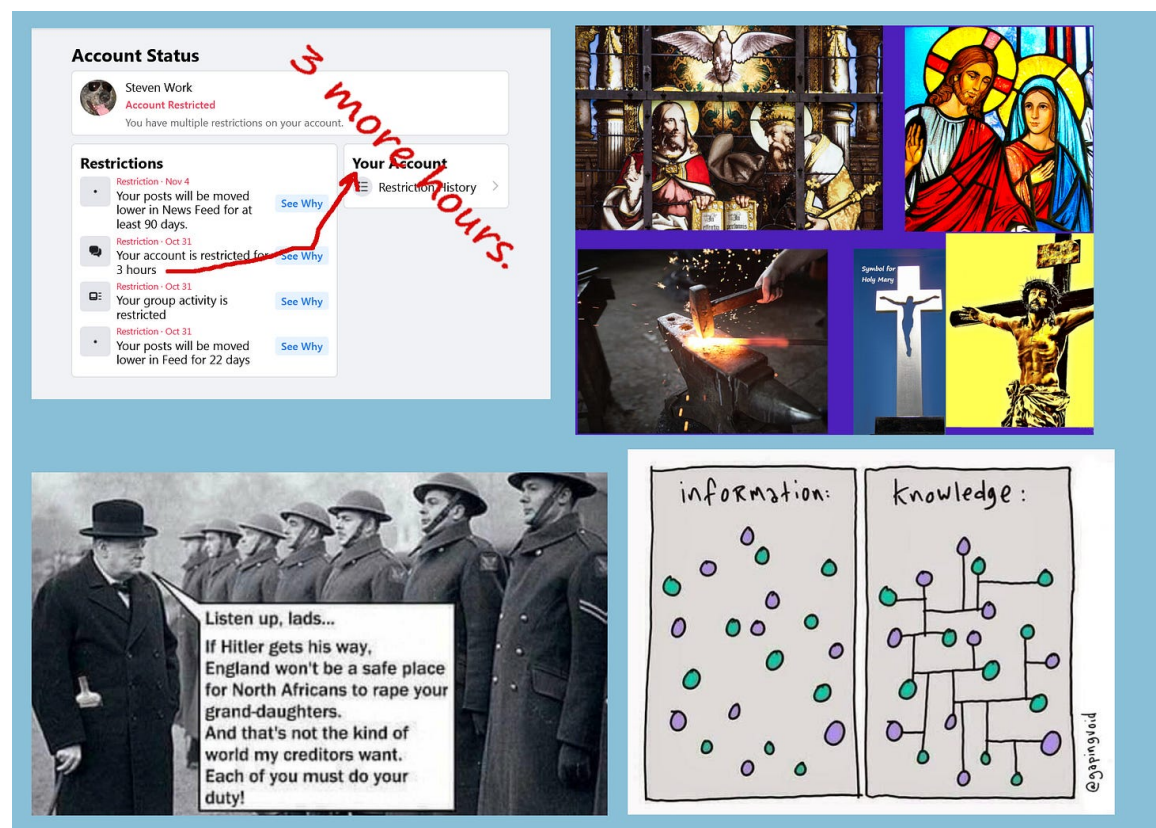 Account Status
Steven Work
Account Restricted
You have multiple restrictions on your account.
3 more hours.
Restrictions
Restriction · Nov 4
Your posts will be moved
lower in News Feed for at
least 90 days.
See Why
Restriction · Oct 31
Your account is restricted for
3 hours
See Why
Restriction · Oct 31
Your group activity is
restricted
See Why
Restriction · Oct 31
Your posts will be moved
lower in Feed for 22 days
See Why
Your Account
Restriction History
Symbol for
Holy Mary
Listen up, lads...
If Hitler gets his way,
England won't be a safe place
for North Africans to rape your
grand-daughters.
And that's not the kind of
world my creditors want.
Each of you must do your
duty!
information:
knowledge:
@gapingvoid